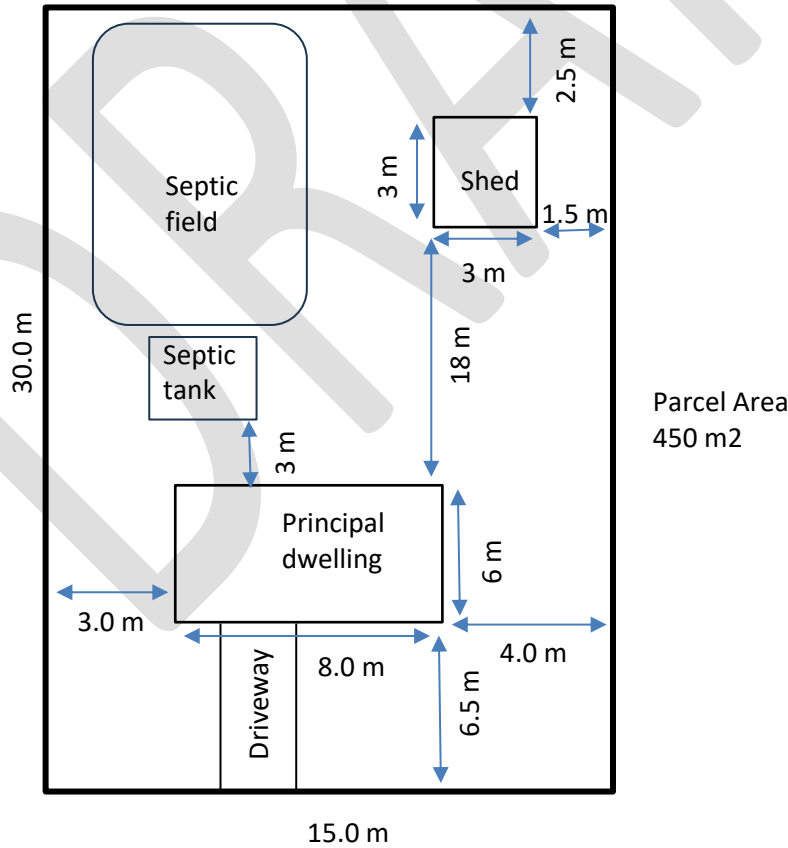 2.5 m
3 m
Shed
Septic
field
1.5 m
3 m
30.0 m
18 m
Septic
tank
Parcel Area
450 m2
3 m
Principal
dwelling
6 m
3.0 m
8.0 m
4.0 m
Driveway
6.5 m
15.0 m